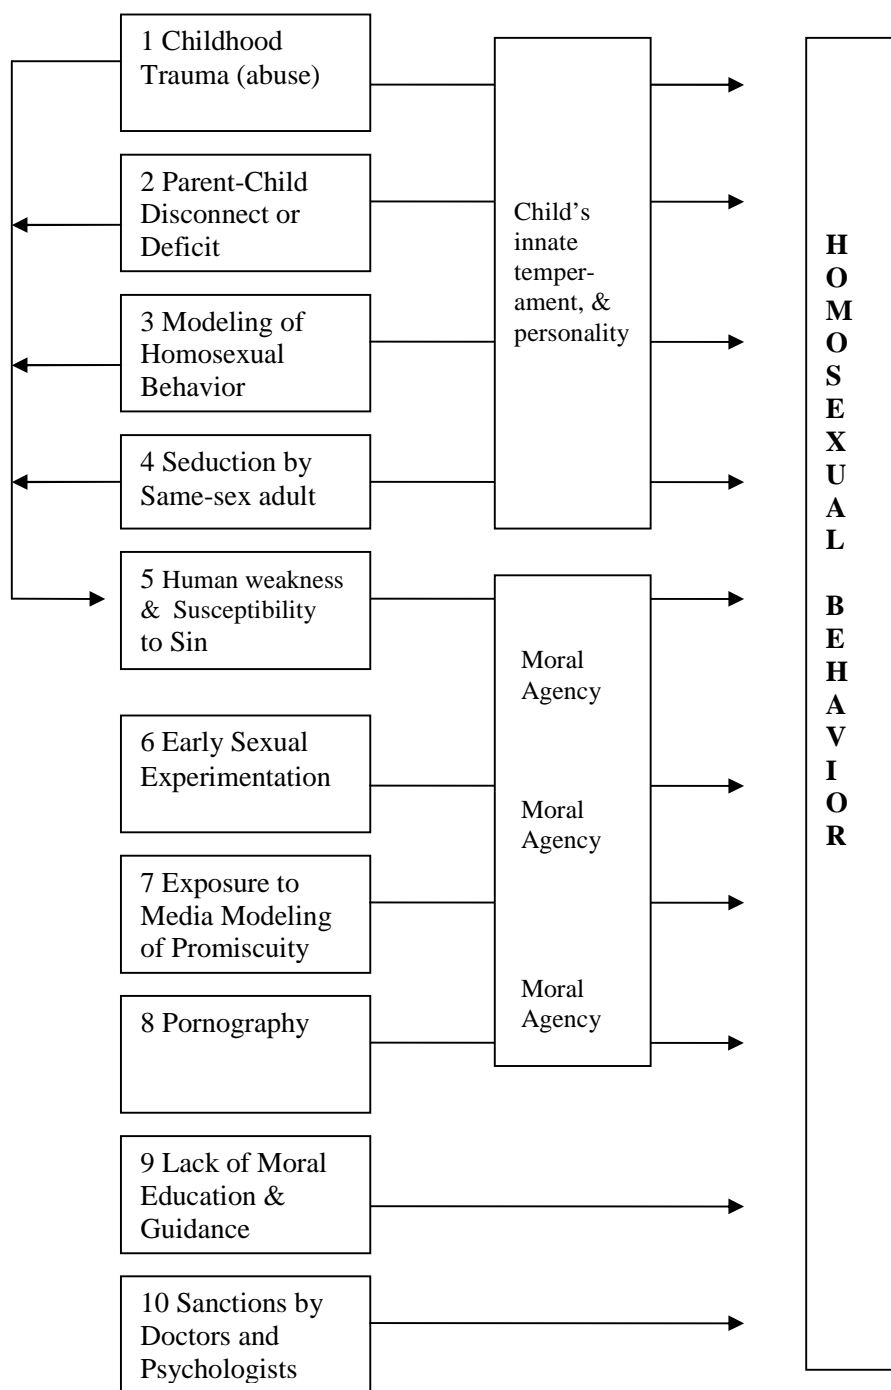 1 Childhood
Trauma (abuse)
2 Parent-Child
Disconnect or
Deficit
3 Modeling of
Homosexual
Behavior
4 Seduction by
Same-sex adult
5 Human weakness
& Susceptibility
to Sin
6 Early Sexual
Experimentation
7 Exposure to
Media Modeling
of Promiscuity
8 Pornography
9 Lack of Moral
Education &
Guidance
10 Sanctions by
Doctors and
Psychologists
Child’s
innate
temper-
ament, &
personality
Moral
Agency
Moral
Agency
Moral
Agency
H
O
M
O
S
E
X
U
A
L
B
E
H
A
V
I
O
R